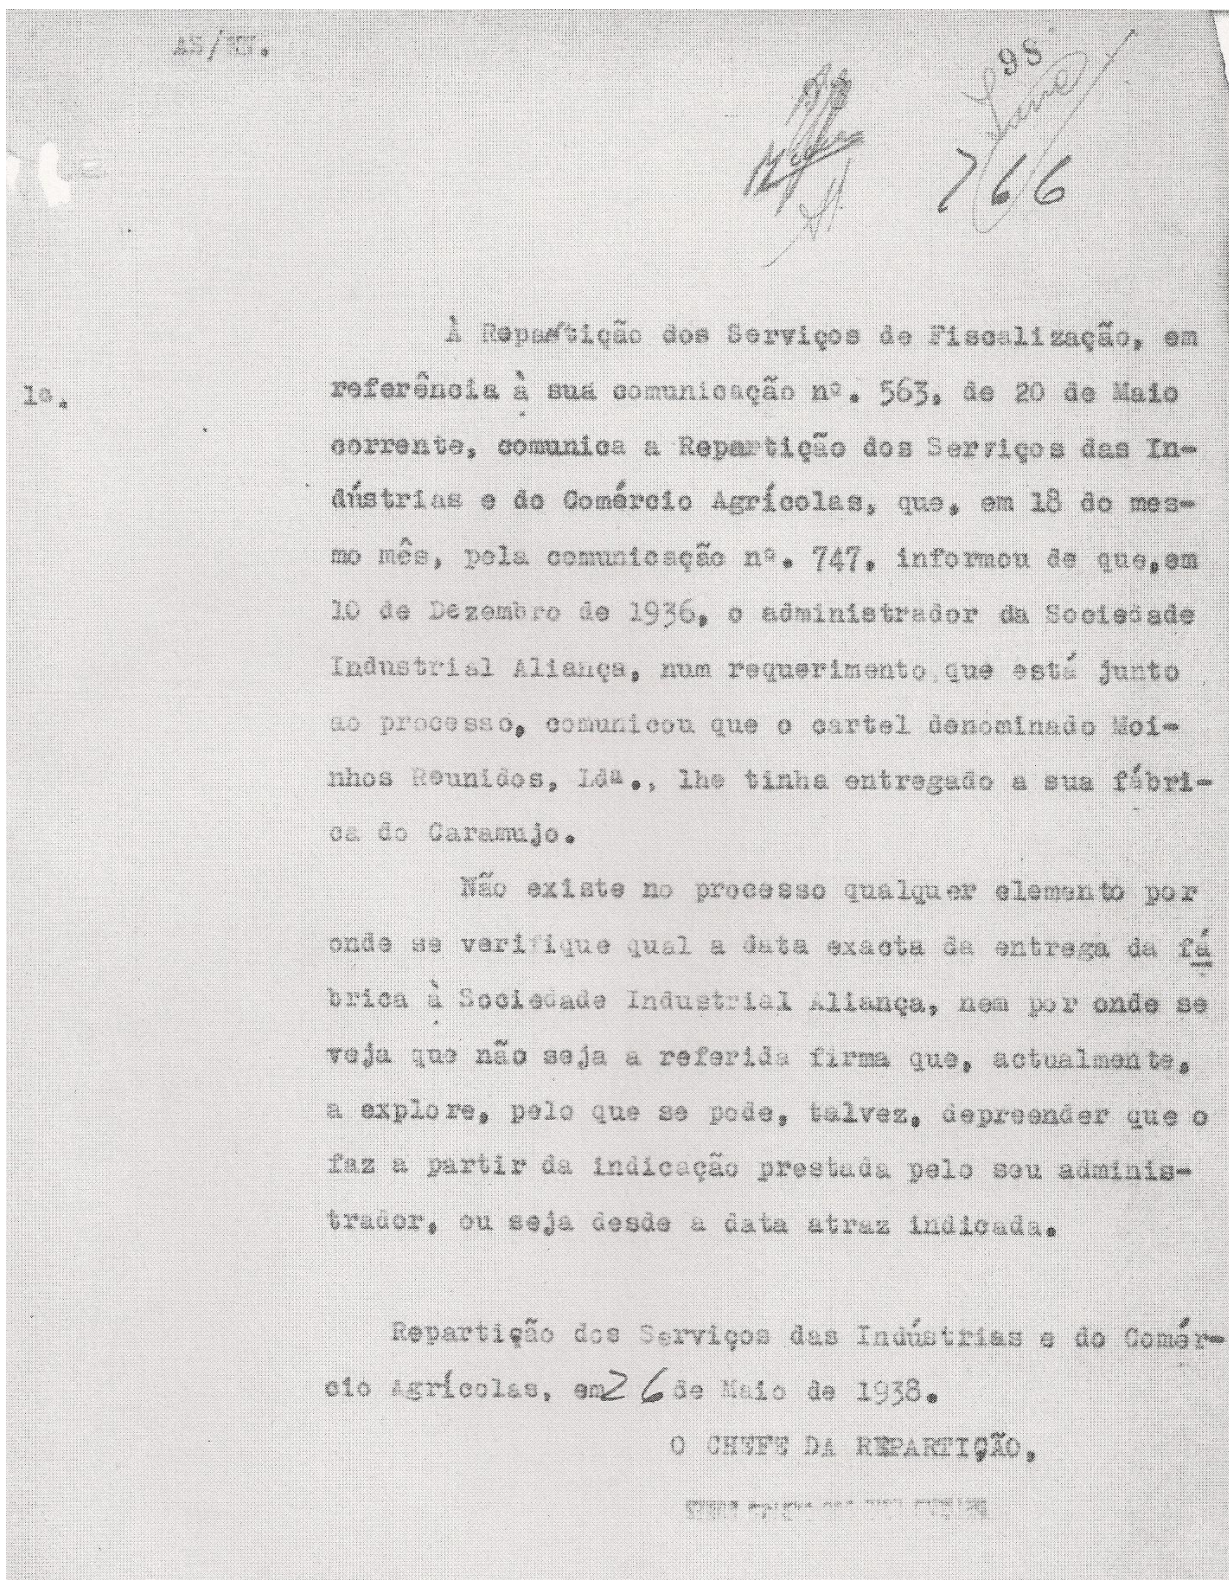 98
766
À Repartição dos Serviços de Fiscalização, em
1º.
referência à sua comunicação nº. 563, de 20 de Maio
corrente, comunica a Repartição dos Serviços das In-
dústrias e do Comércio Agrícolas, que, em 18 do mes-
mo mês, pela comunicação nº. 747, informou de que,em
10 de Dezembro de 1936, o administrador da Sociedade
Industrial Aliança, num requerimento que está junto
ao processo, comunicou que o cartel denominado Moi-
nhos Reunidos, Ldª., lhe tinha entregado a sua fábri-
ca do Caramujo.
Não existe no processo qualquer elemento por
onde se verifique qual a data exacta da entrega da fá
brica à Sociedade Industrial Aliança, nem por onde se
veja que não seja a referida firma que, actualmente,
a explore, pelo que se pode, talvez, depreender que o
faz a partir da indicação prestada pelo seu adminis-
trador, ou seja desde a data atraz indicada.
Repartição dos Serviços das Indústrias e do Comér-
cio Agrícolas, em 26 de Maio de 1938.
O CHEFE DA REPARTIÇÃO,